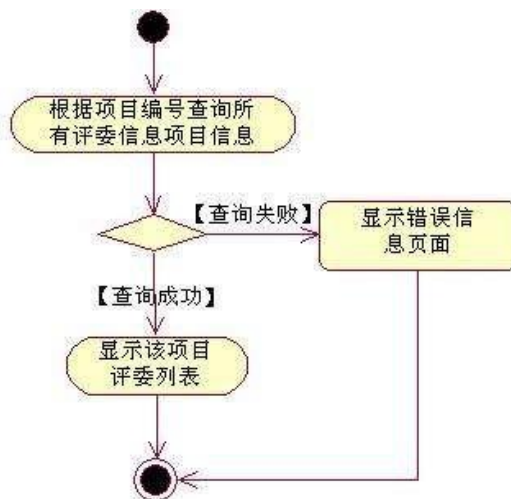 根据项目编号查询所
有评委信息项目信息
【查询失败】
显示错误信
息页面
【查询成功】
显示该项目
评委列表